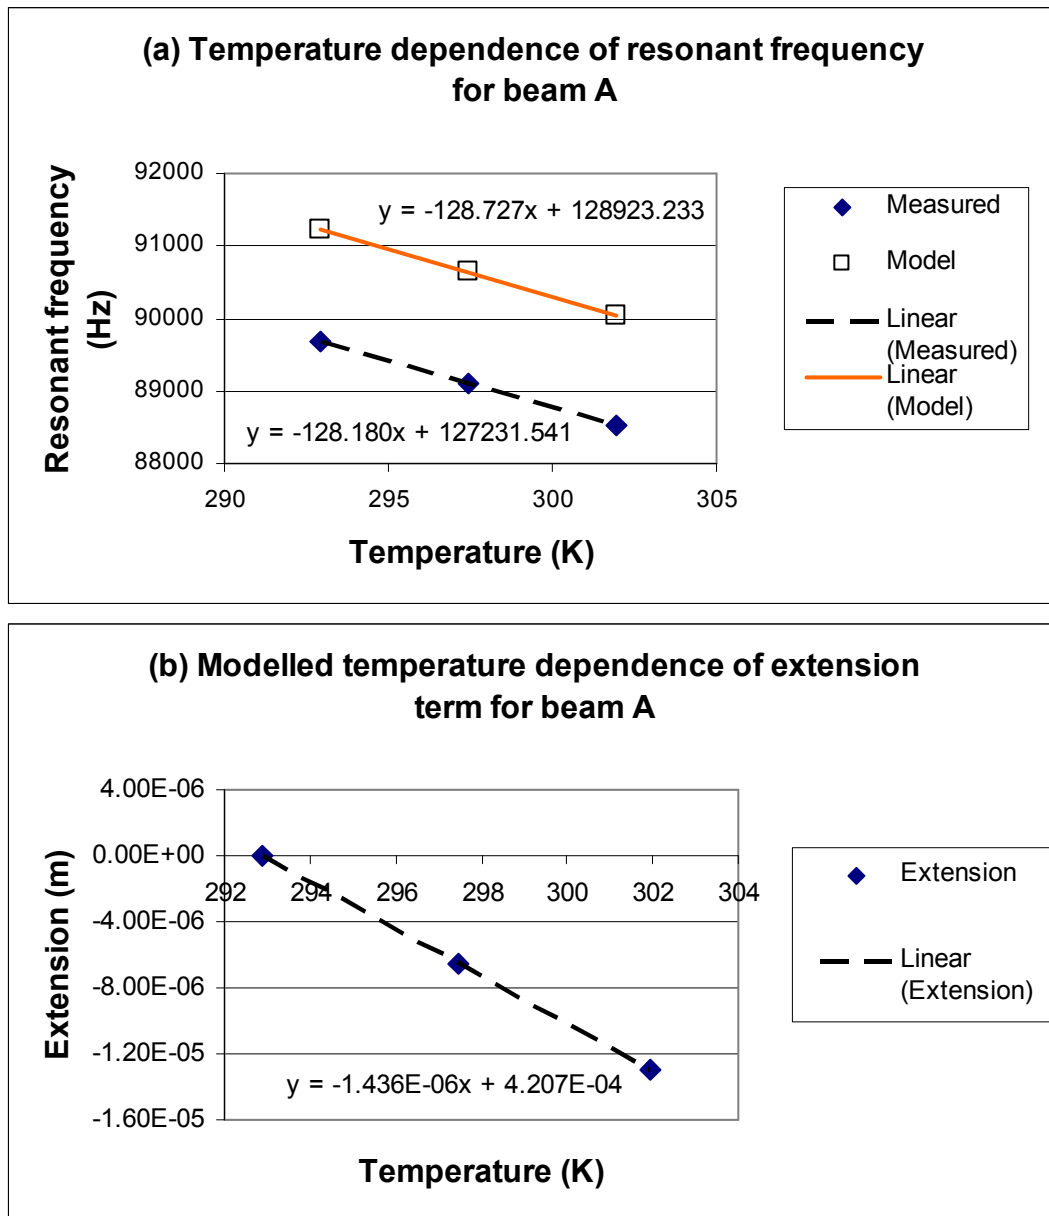 (a) Temperature dependence of resonant frequency
for beam A
Resonant frequency
(Hz)
92000
91000
90000
89000
88000
y = -128.727x + 128923.233
y = -128.180x + 127231.541
290
295
300
305
Temperature (K)
Measured
Model
Linear
(Measured)
Linear
(Model)
(b) Modelled temperature dependence of extension
term for beam A
Extension (m)
4.00E-06
0.00E+00
-4.00E-06
-8.00E-06
-1.20E-05
-1.60E-05
292
294
296
298
300
302
304
y = -1.436E-06x + 4.207E-04
Temperature (K)
Extension
Linear
(Extension)